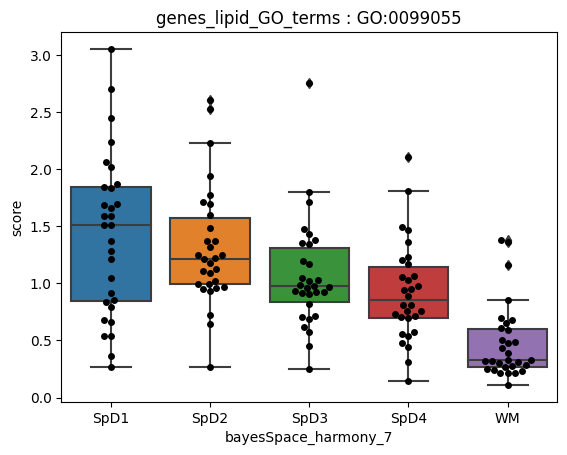 genes_lipid_GO_terms : GO:0099055
score
3.0
2.5
2.0
1.5
1.0
0.5
0.0
SpD1 SpD2 SpD3 SpD4 WM
bayesSpace_harmony_7